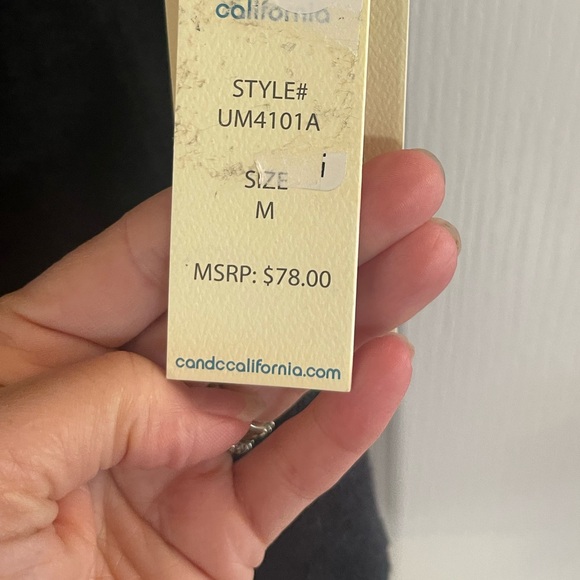 california
STYLE#
UM4101A
i
SIZE
M
MSRP: $78.00
candccalifornia.com